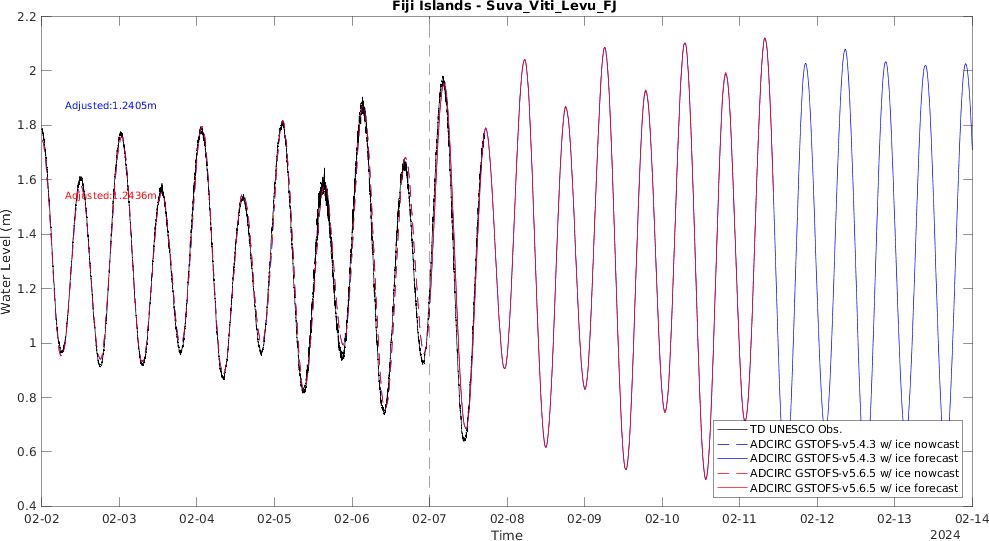 Fiji Islands - Suva_Viti_Levu_FJ
2.2
2
1.8
1.6
1.4
1.2
1
0.8
0.6
0.4
Water Level (m)
Adjusted:1.2405m
Adjusted:1.2436m
TD UNESCO Obs.
ADCIRC GSTOFS-v5.4.3 w/ ice nowcast
ADCIRC GSTOFS-v5.4.3 w/ ice forecast
ADCIRC GSTOFS-v5.6.5 w/ ice nowcast
ADCIRC GSTOFS-v5.6.5 w/ ice forecast
02-02 02-03 02-04 02-05 02-06 02-07 02-08 02-09 02-10 02-11 02-12 02-13 02-14
Time
2024